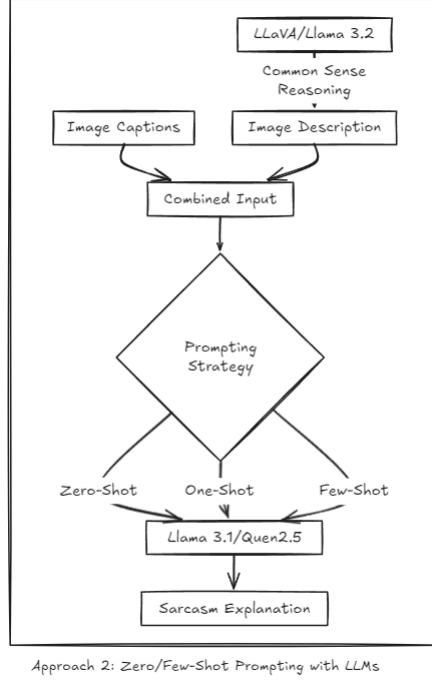 LLaVA/Llama 3.2
Common Sense
Reasoning
Image Captions
Image Description
Combined Input
Prompting
Strategy
Zero-Shot
One-Shot
Few-Shot
Llama 3.1/Quen2.5
Sarcasm Explanation
Approach 2: Zero/Few-Shot Prompting with LLMs